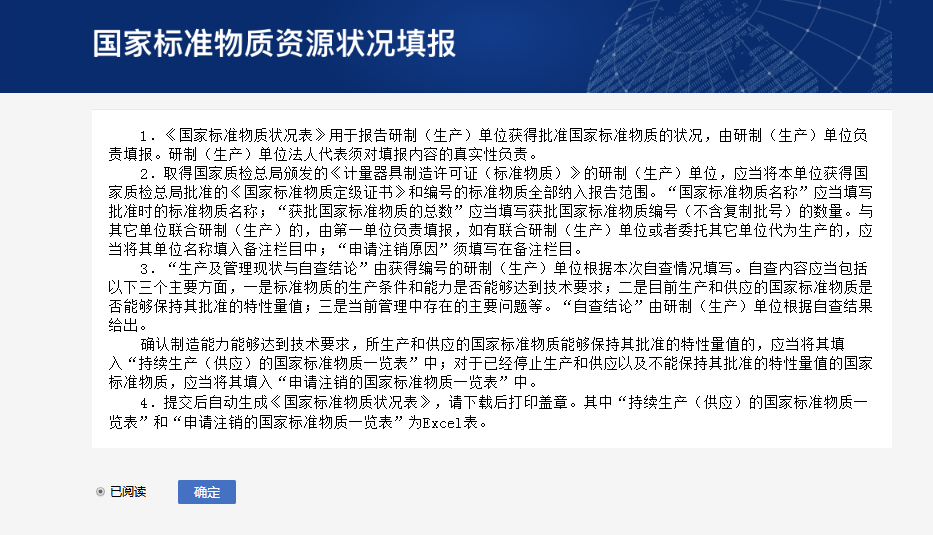 国家标准物质资源状况填报
1．《国家标准物质状况表》用于报告研制（生产）单位获得批准国家标准物质的状况，由研制（生产）单位负
责填报。研制（生产）单位法人代表须对填报内容的真实性负责。
2．取得国家质检总局颁发的《计量器具制造许可证（标准物质）》的研制（生产）单位，应当将本单位获得国
家质检总局批准的《国家标准物质定级证书》和编号的标准物质全部纳入报告范围。“国家标准物质名称”应当填写
批准时的标准物质名称；“获批国家标准物质的总数”应当填写获批国家标准物质编号（不含复制批号）的数量。与
其它单位联合研制（生产）的，由第一单位负责填报，如有联合研制（生产）单位或者委托其它单位代为生产的，应
当将其单位名称填入备注栏目中；“申请注销原因”须填写在备注栏目。
3．“生产及管理现状与自查结论”由获得编号的研制（生产）单位根据本次自查情况填写。自查内容应当包括
以下三个主要方面，一是标准物质的生产条件和能力是否能够达到技术要求；二是目前生产和供应的国家标准物质是
否能够保持其批准的特性量值；三是当前管理中存在的主要问题等。“自查结论”由研制（生产）单位根据自查结果
给出。
确认制造能力能够达到技术要求，所生产和供应的国家标准物质能够保持其批准的特性量值的，应当将其填
入“持续生产（供应）的国家标准物质一览表”中；对于已经停止生产和供应以及不能保持其批准的特性量值的国家
标准物质，应当将其填入“申请注销的国家标准物质一览表”中。
4．提交后自动生成《国家标准物质状况表》，请下载后打印盖章。其中“持续生产（供应）的国家标准物质一
览表”和“申请注销的国家标准物质一览表”为Excel表。
已阅读 确定